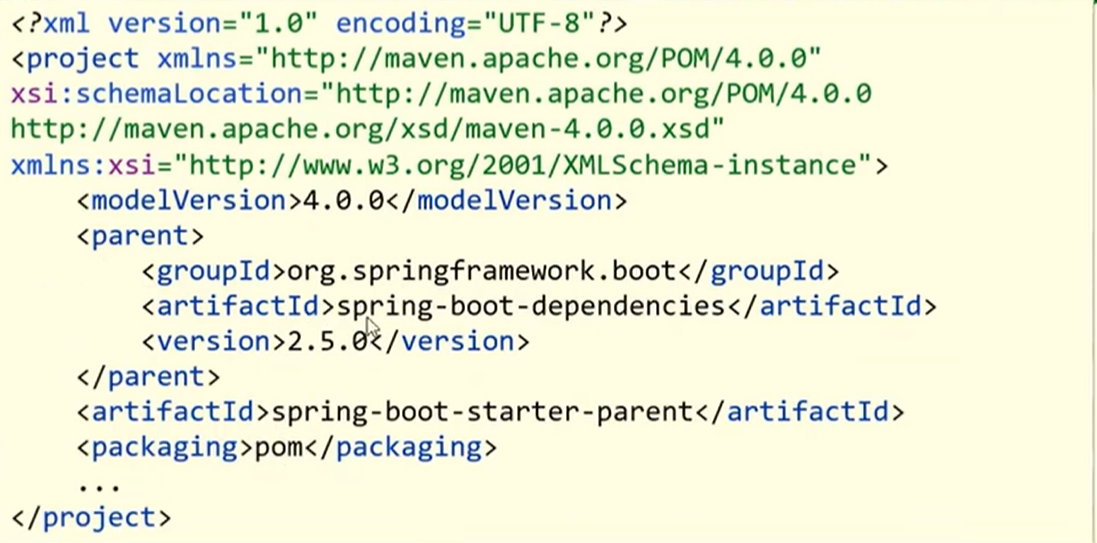 <?xml version="1.0" encoding="UTF-8"?>
<project xmlns="http://maven.apache.org/POM/4.0.0"
xsi:schemaLocation="http://maven.apache.org/POM/4.0.0
http://maven.apache.org/xsd/maven-4.0.0.xsd"
xmlns:xsi="http://www.w3.org/2001/XMLSchema-instance">
    <modelVersion>4.0.0</modelVersion>
    <parent>
        <groupId>org.springframework.boot</groupId>
        <artifactId>spring-boot-dependencies</artifactId>
        <version>2.5.0</version>
    </parent>
    <artifactId>spring-boot-starter-parent</artifactId>
    <packaging>pom</packaging>
    ...
</project>